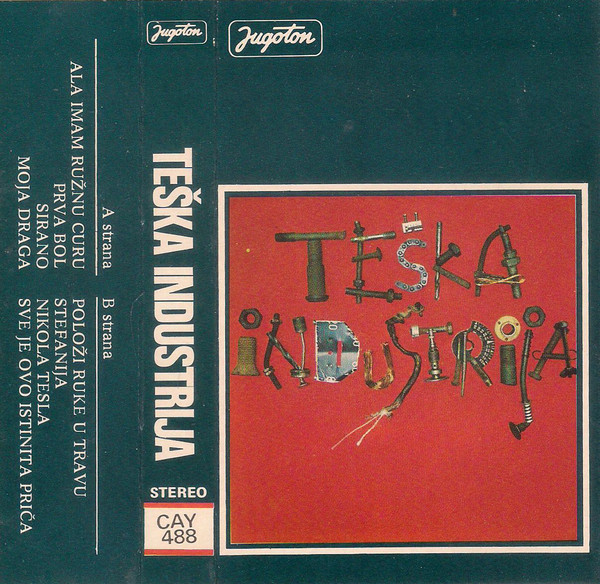 A strana
ALA IMAM RUŽNU CURU
PRVA BOL
SIRANO
MOJA DRAGA
B strana
POLOŽI RUKE U TRAVU
STEFANIJA
NIKOLA TESLA
SVE JE OVO ISTINITA PRIČA
Jugoton
TEŠKA INDUSTRIJA
STEREO
CAY
488
Jugoton
TEŠKA
INDUSTRIJA